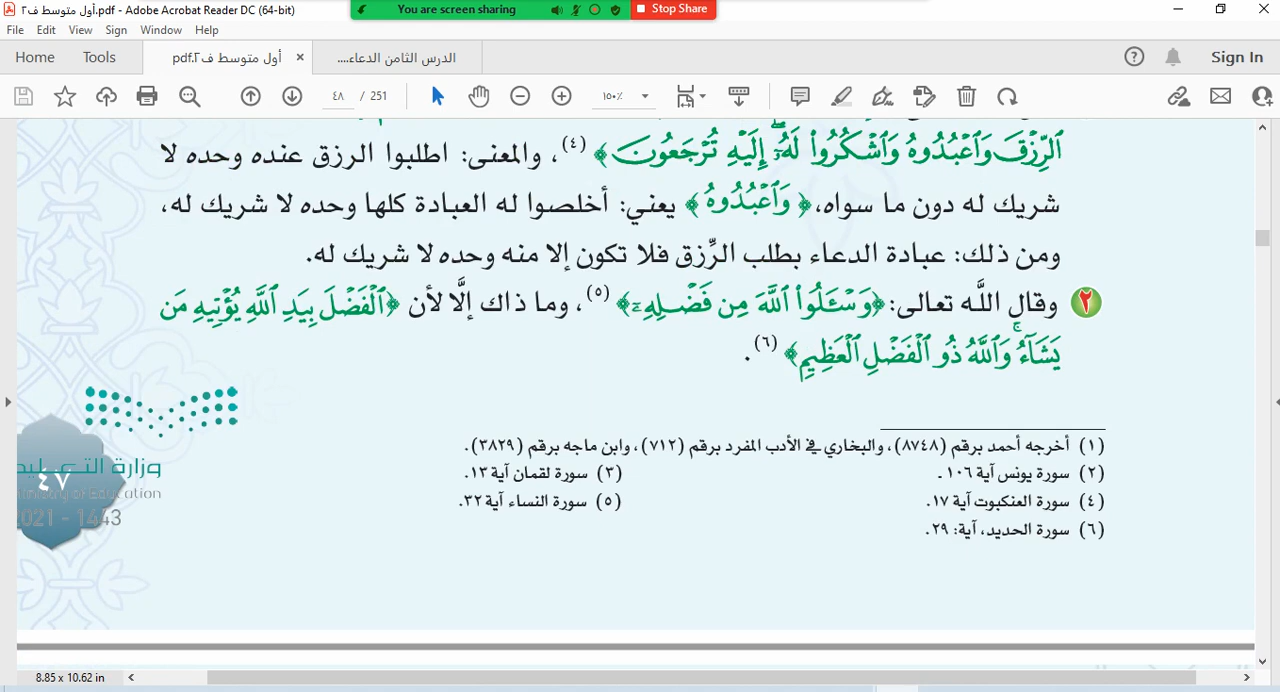 أول متوسط ف٢.pdf - Adobe Acrobat Reader DC (64-bit)
You are screen sharing
Stop Share
File Edit View Sign Window Help
Home Tools
أول متوسط ف٢.pdf ×
الدرس الثامن الدعاء....
Sign In
٤٨ / 251
١٥٠٪
ٱلرِّزْقَ وَٱعْبُدُوهُ وَٱشْكُرُوا۟ لَهُۥٓ ۖ إِلَيْهِ تُرْجَعُونَ ﴾ (٤)، والمعنى: اطلبوا الرزق عنده وحده لا
شريك له دون ما سواه، ﴿ وَٱعْبُدُوهُ ﴾ يعني: أخلصوا له العبادة كلها وحده لا شريك له،
ومن ذلك: عبادة الدعاء بطلب الرِّزق فلا تكون إلا منه وحده لا شريك له.
٢ وقال اللَّه تعالى: ﴿وَسْـَٔلُوا۟ ٱللَّهَ مِن فَضْلِهِۦٓ﴾ (٥)، وما ذاك إلَّا لأن ﴿ٱلْفَضْلَ بِيَدِ ٱللَّهِ يُؤْتِيهِ مَن
يَشَآءُ ۚ وَٱللَّهُ ذُو ٱلْفَضْلِ ٱلْعَظِيمِ﴾ (٦).
(١) أخرجه أحمد برقم (٨٧٤٨)، والبخاري في الأدب المفرد برقم (٧١٢)، وابن ماجه برقم (٣٨٢٩).
(٢) سورة يونس آية ١٠٦ . (٣) سورة لقمان آية ١٣.
(٤) سورة العنكبوت آية ١٧. (٥) سورة النساء آية ٣٢.
(٦) سورة الحديد، آية: ٢٩.
وزارة التعليم
٤٧
Ministry of Education
2021 - 1443
8.85 x 10.62 in